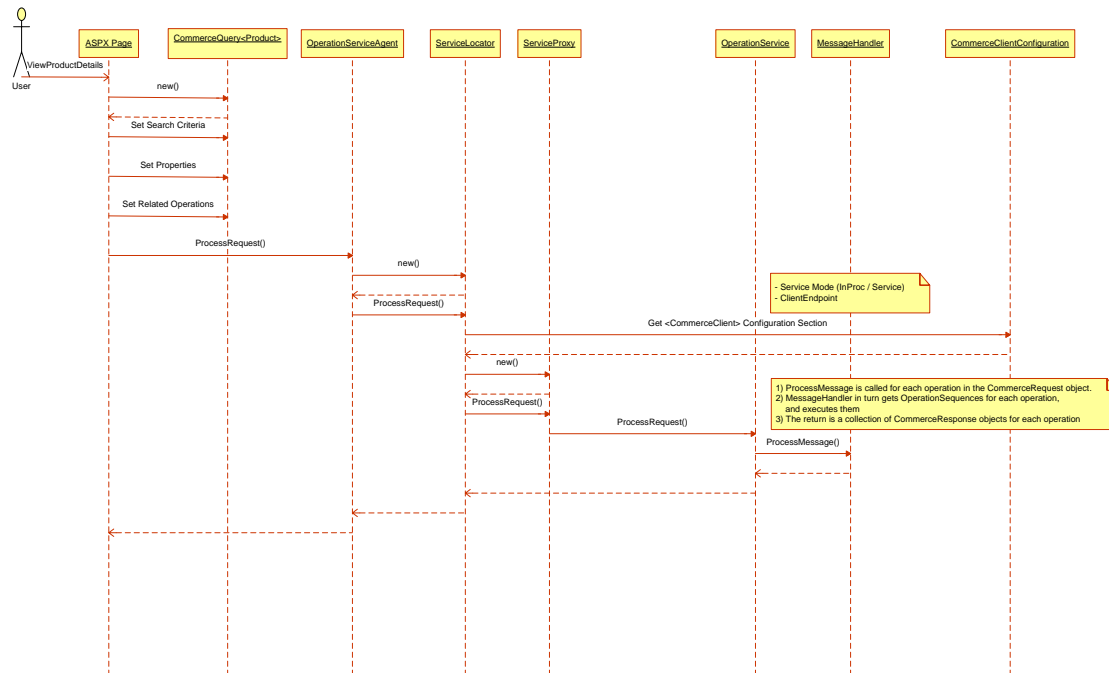 ASPX Page
CommerceQuery<Product>
OperationServiceAgent
ServiceLocator
ServiceProxy
OperationService
MessageHandler
CommerceClientConfiguration
ViewProductDetails
User
new()
Set Search Criteria
Set Properties
Set Related Operations
ProcessRequest()
new()
- Service Mode (InProc / Service)
- ClientEndpoint
ProcessRequest()
Get <CommerceClient> Configuration Section
new()
1) ProcessMessage is called for each operation in the CommerceRequest object.
2) MessageHandler in turn gets OperationSequences for each operation,
and executes them
3) The return is a collection of CommerceResponse objects for each operation
ProcessRequest()
ProcessRequest()
ProcessMessage()